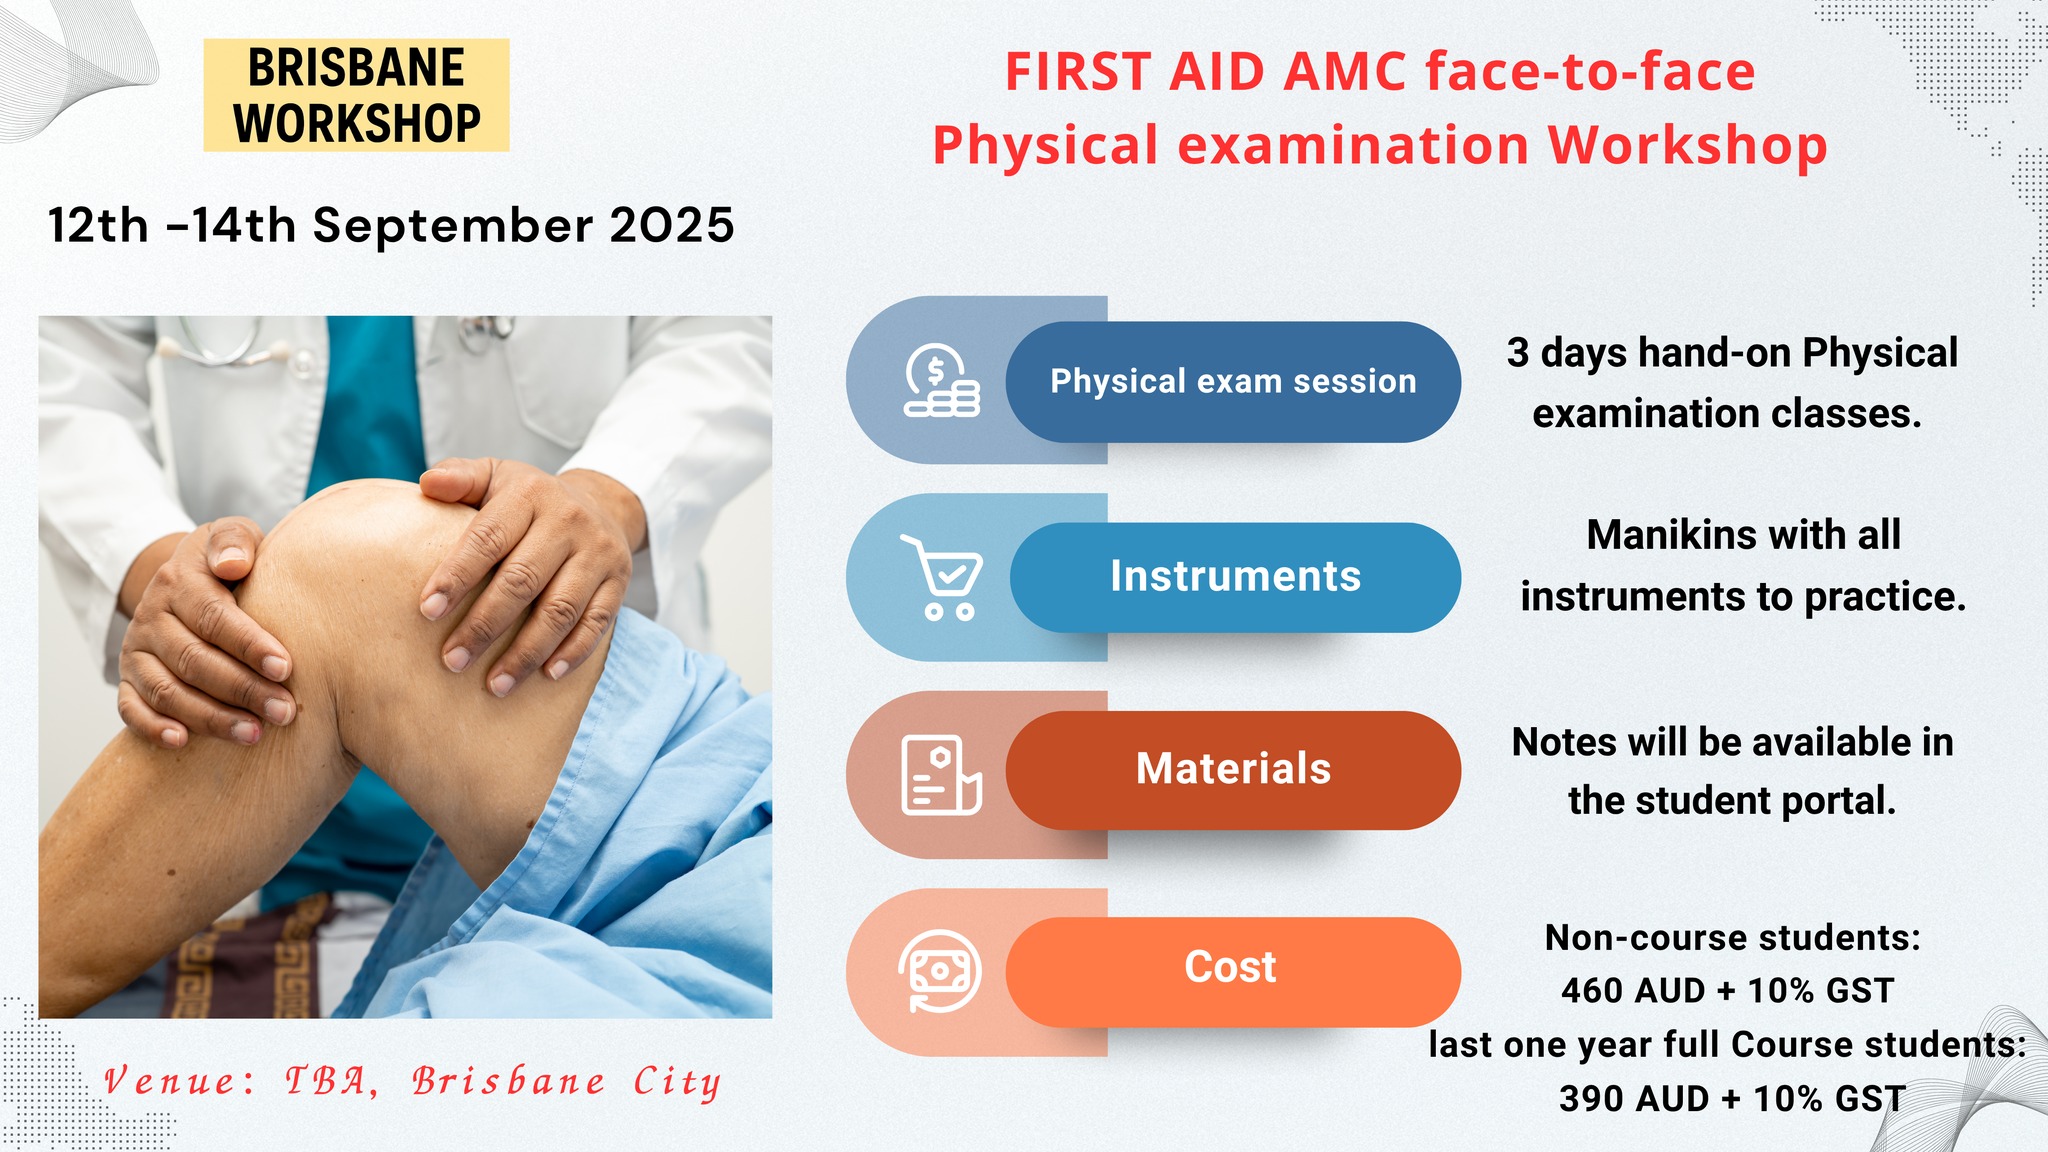 BRISBANE
WORKSHOP
12th –14th September 2025
FIRST AID AMC face-to-face
Physical examination Workshop
Physical exam session
3 days hand-on Physical
examination classes.
Instruments
Manikins with all
instruments to practice.
Materials
Notes will be available in
the student portal.
Cost
Non-course students:
460 AUD + 10% GST
last one year full Course students:
390 AUD + 10% GST
Venue: TBA, Brisbane City